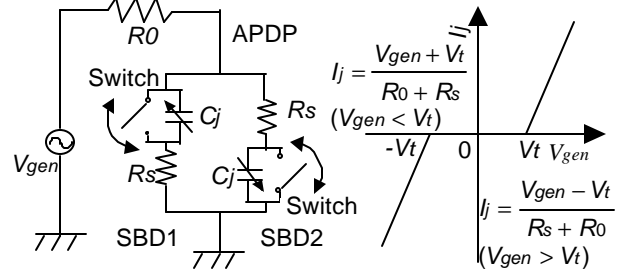 R0
APDP
Switch
Cj
Rs
Vgen
Rs
Cj
Switch
SBD1
SBD2
Ij
Ij = Vgen + Vt / R0 + Rs
(Vgen < Vt)
-Vt
0
Vt
Vgen
Ij = Vgen − Vt / Rs + R0
(Vgen > Vt)